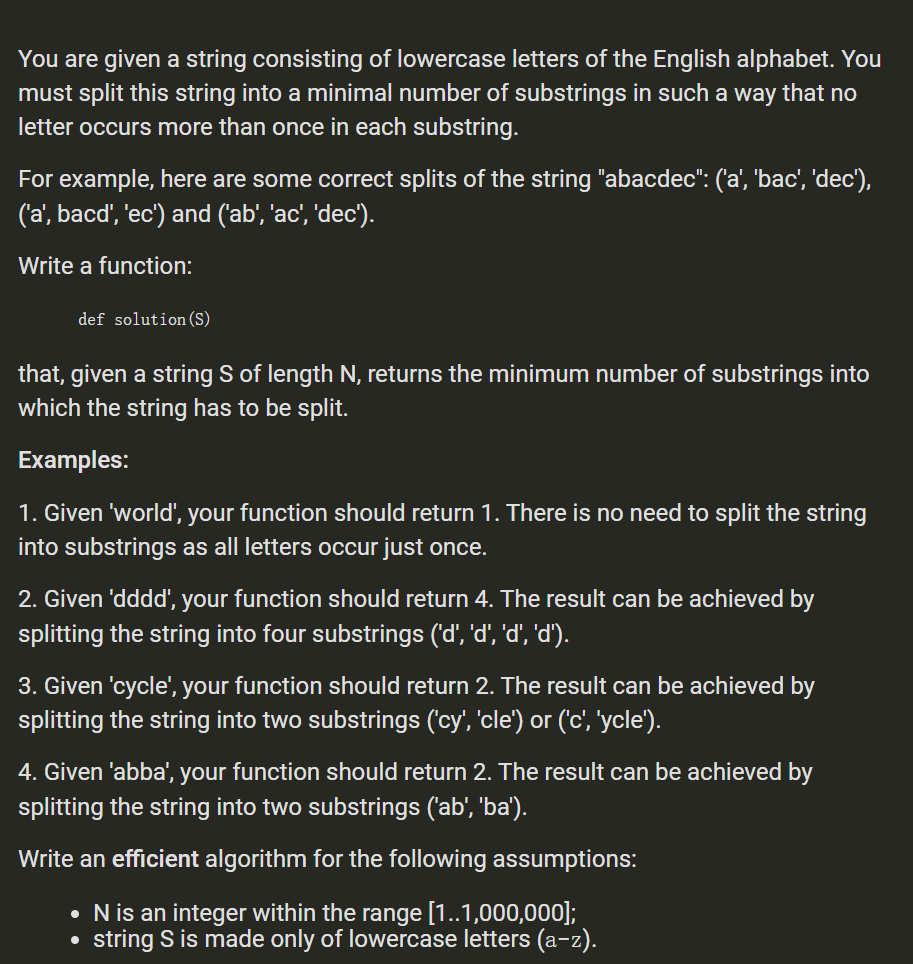 You are given a string consisting of lowercase letters of the English alphabet. You
must split this string into a minimal number of substrings in such a way that no
letter occurs more than once in each substring.
For example, here are some correct splits of the string "abacdec": ('a', 'bac', 'dec'),
('a', bacd', 'ec') and ('ab', 'ac', 'dec').
Write a function:
def solution(S)
that, given a string S of length N, returns the minimum number of substrings into
which the string has to be split.
Examples:
1. Given 'world', your function should return 1. There is no need to split the string
into substrings as all letters occur just once.
2. Given 'dddd', your function should return 4. The result can be achieved by
splitting the string into four substrings ('d', 'd', 'd', 'd').
3. Given 'cycle', your function should return 2. The result can be achieved by
splitting the string into two substrings ('cy', 'cle') or ('c', 'ycle').
4. Given 'abba', your function should return 2. The result can be achieved by
splitting the string into two substrings ('ab', 'ba').
Write an efficient algorithm for the following assumptions:
• N is an integer within the range [1..1,000,000];
• string S is made only of lowercase letters (a-z).